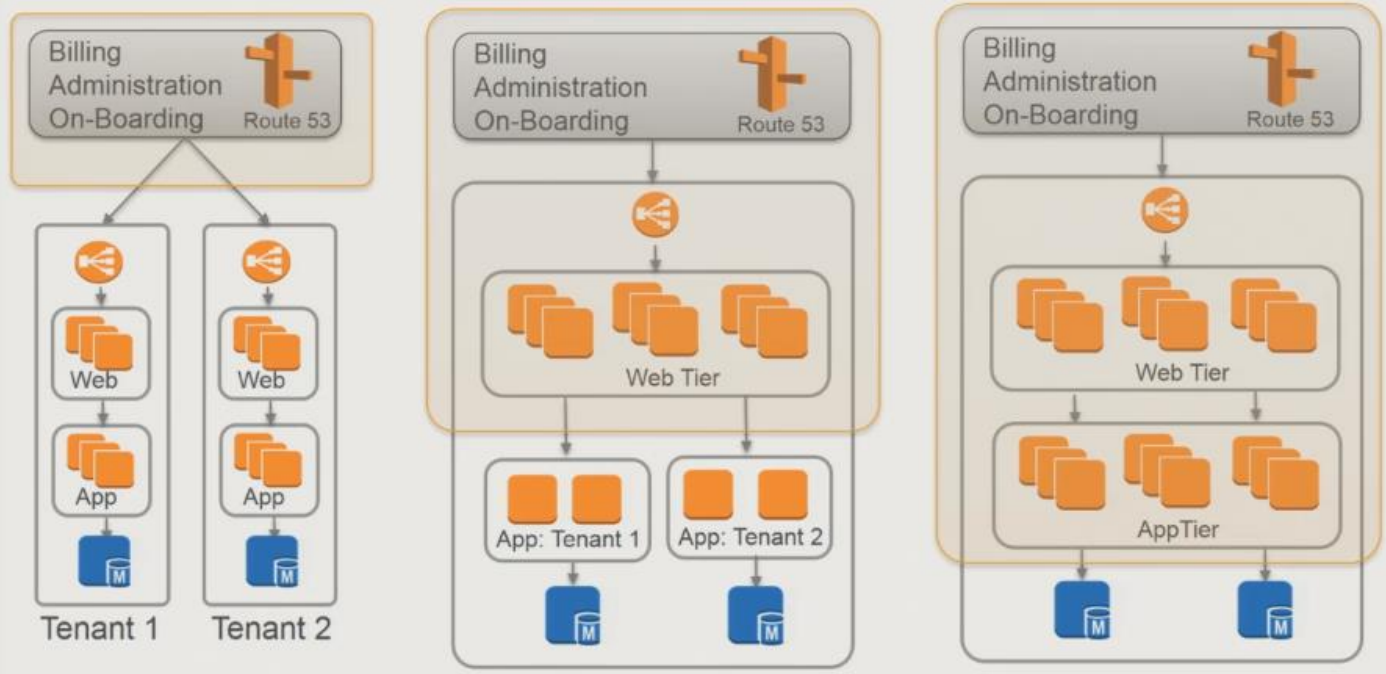 Billing
Administration
On-Boarding
Route 53
Web
App
M
Tenant 1
Web
App
M
Tenant 2
Billing
Administration
On-Boarding
Route 53
Web Tier
App: Tenant 1
App: Tenant 2
M
M
Billing
Administration
On-Boarding
Route 53
Web Tier
AppTier
M
M